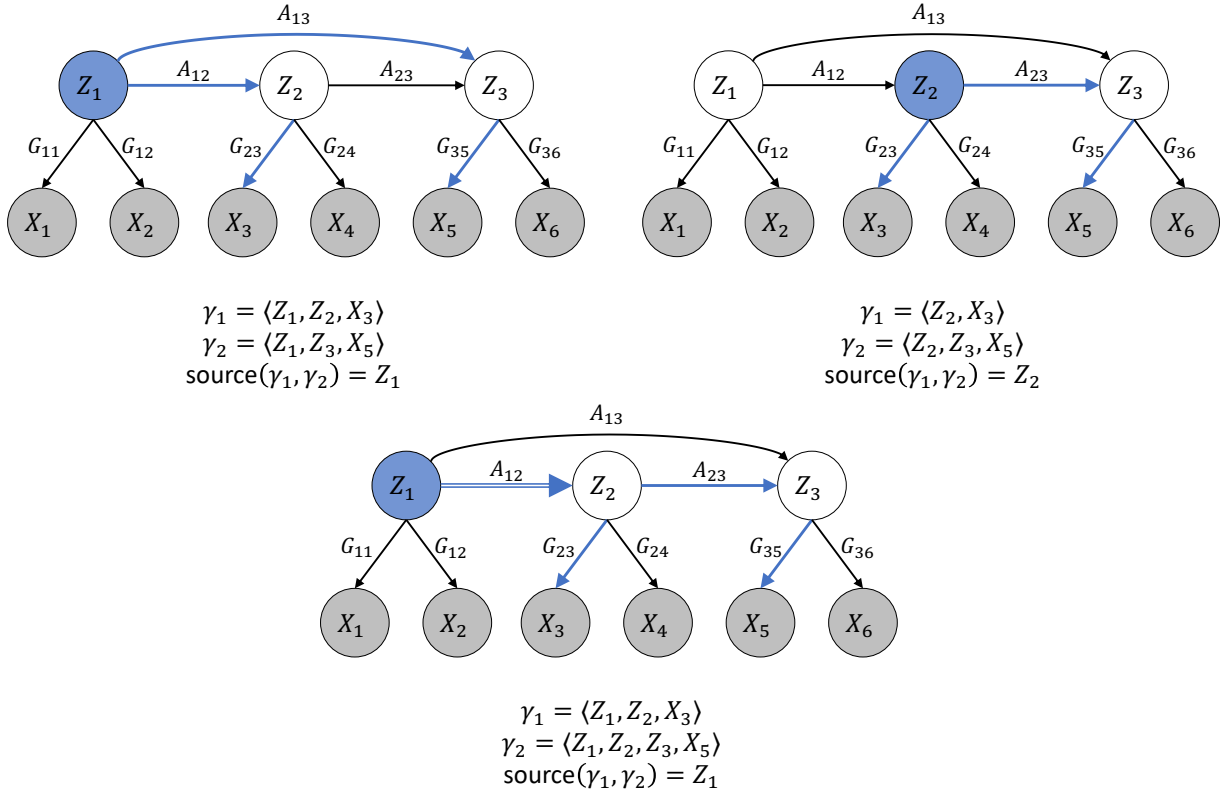 A₁₃
Z₁ A₁₂ Z₂ A₂₃ Z₃
G₁₁ G₁₂ G₂₃ G₂₄ G₃₅ G₃₆
X₁ X₂ X₃ X₄ X₅ X₆
γ₁ = ⟨Z₁, Z₂, X₃⟩
γ₂ = ⟨Z₁, Z₃, X₅⟩
source(γ₁, γ₂) = Z₁
A₁₃
Z₁ A₁₂ Z₂ A₂₃ Z₃
G₁₁ G₁₂ G₂₃ G₂₄ G₃₅ G₃₆
X₁ X₂ X₃ X₄ X₅ X₆
γ₁ = ⟨Z₂, X₃⟩
γ₂ = ⟨Z₂, Z₃, X₅⟩
source(γ₁, γ₂) = Z₂
A₁₃
Z₁ A₁₂ Z₂ A₂₃ Z₃
G₁₁ G₁₂ G₂₃ G₂₄ G₃₅ G₃₆
X₁ X₂ X₃ X₄ X₅ X₆
γ₁ = ⟨Z₁, Z₂, X₃⟩
γ₂ = ⟨Z₁, Z₂, Z₃, X₅⟩
source(γ₁, γ₂) = Z₁